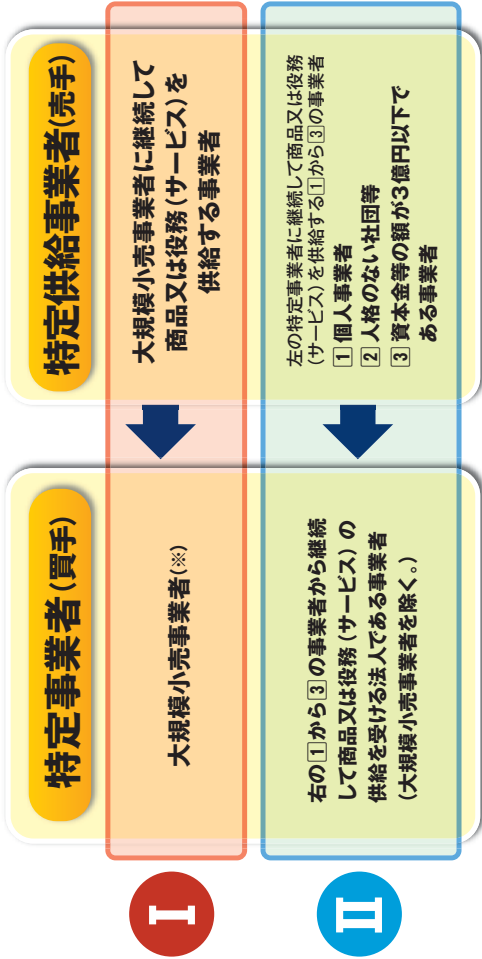 特定事業者(買手)
特定供給事業者(売手)
I
大規模小売事業者(※)
大規模小売事業者に継続して
商品又は役務(サービス)を
供給する事業者
II
右の1から3の事業者から継続
して商品又は役務(サービス)の
供給を受ける法人である事業者
(大規模小売事業者を除く。)
左の特定事業者に継続して商品又は役務
(サービス)を供給する1から3の事業者
1 個人事業者
2 人格のない社団等
3 資本金等の額が3億円以下で
ある事業者